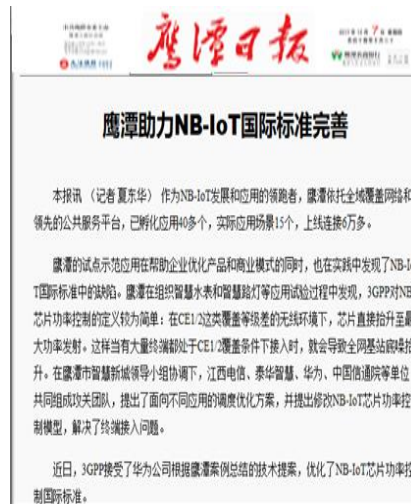 鹰潭日报
鹰潭助力NB-IoT国际标准完善
本报讯 （记者 夏东华） 作为NB-IoT发展和应用的领跑者，鹰潭依托全域覆盖网络和
领先的公共服务平台，已孵化应用40多个，实际应用场景15个，上线连接6万多。
鹰潭的试点示范应用在帮助企业优化产品和商业模式的同时，也在实践中发现了NB-Io
T国际标准中的缺陷。鹰潭在组织智慧水表和智慧路灯等应用试验过程中发现，3GPP对NB
芯片功率控制的定义较为简单：在CE1/2这类覆盖等级差的无线环境下，芯片直接抬升至最
大功率发射。这样当有大量终端都处于CE1/2覆盖条件下接入时，就会导致全网基站底噪抬
升。在鹰潭市智慧新城领导小组协调下，江西电信、泰华智慧、华为、中国信通院等单位
共同组成攻关团队，提出了面向不同应用的调度优化方案，并提出修改NB-IoT芯片功率控
制模型，解决了终端接入问题。
近日，3GPP接受了华为公司根据鹰潭案例总结的技术提案，优化了NB-IoT芯片功率控
制国际标准。